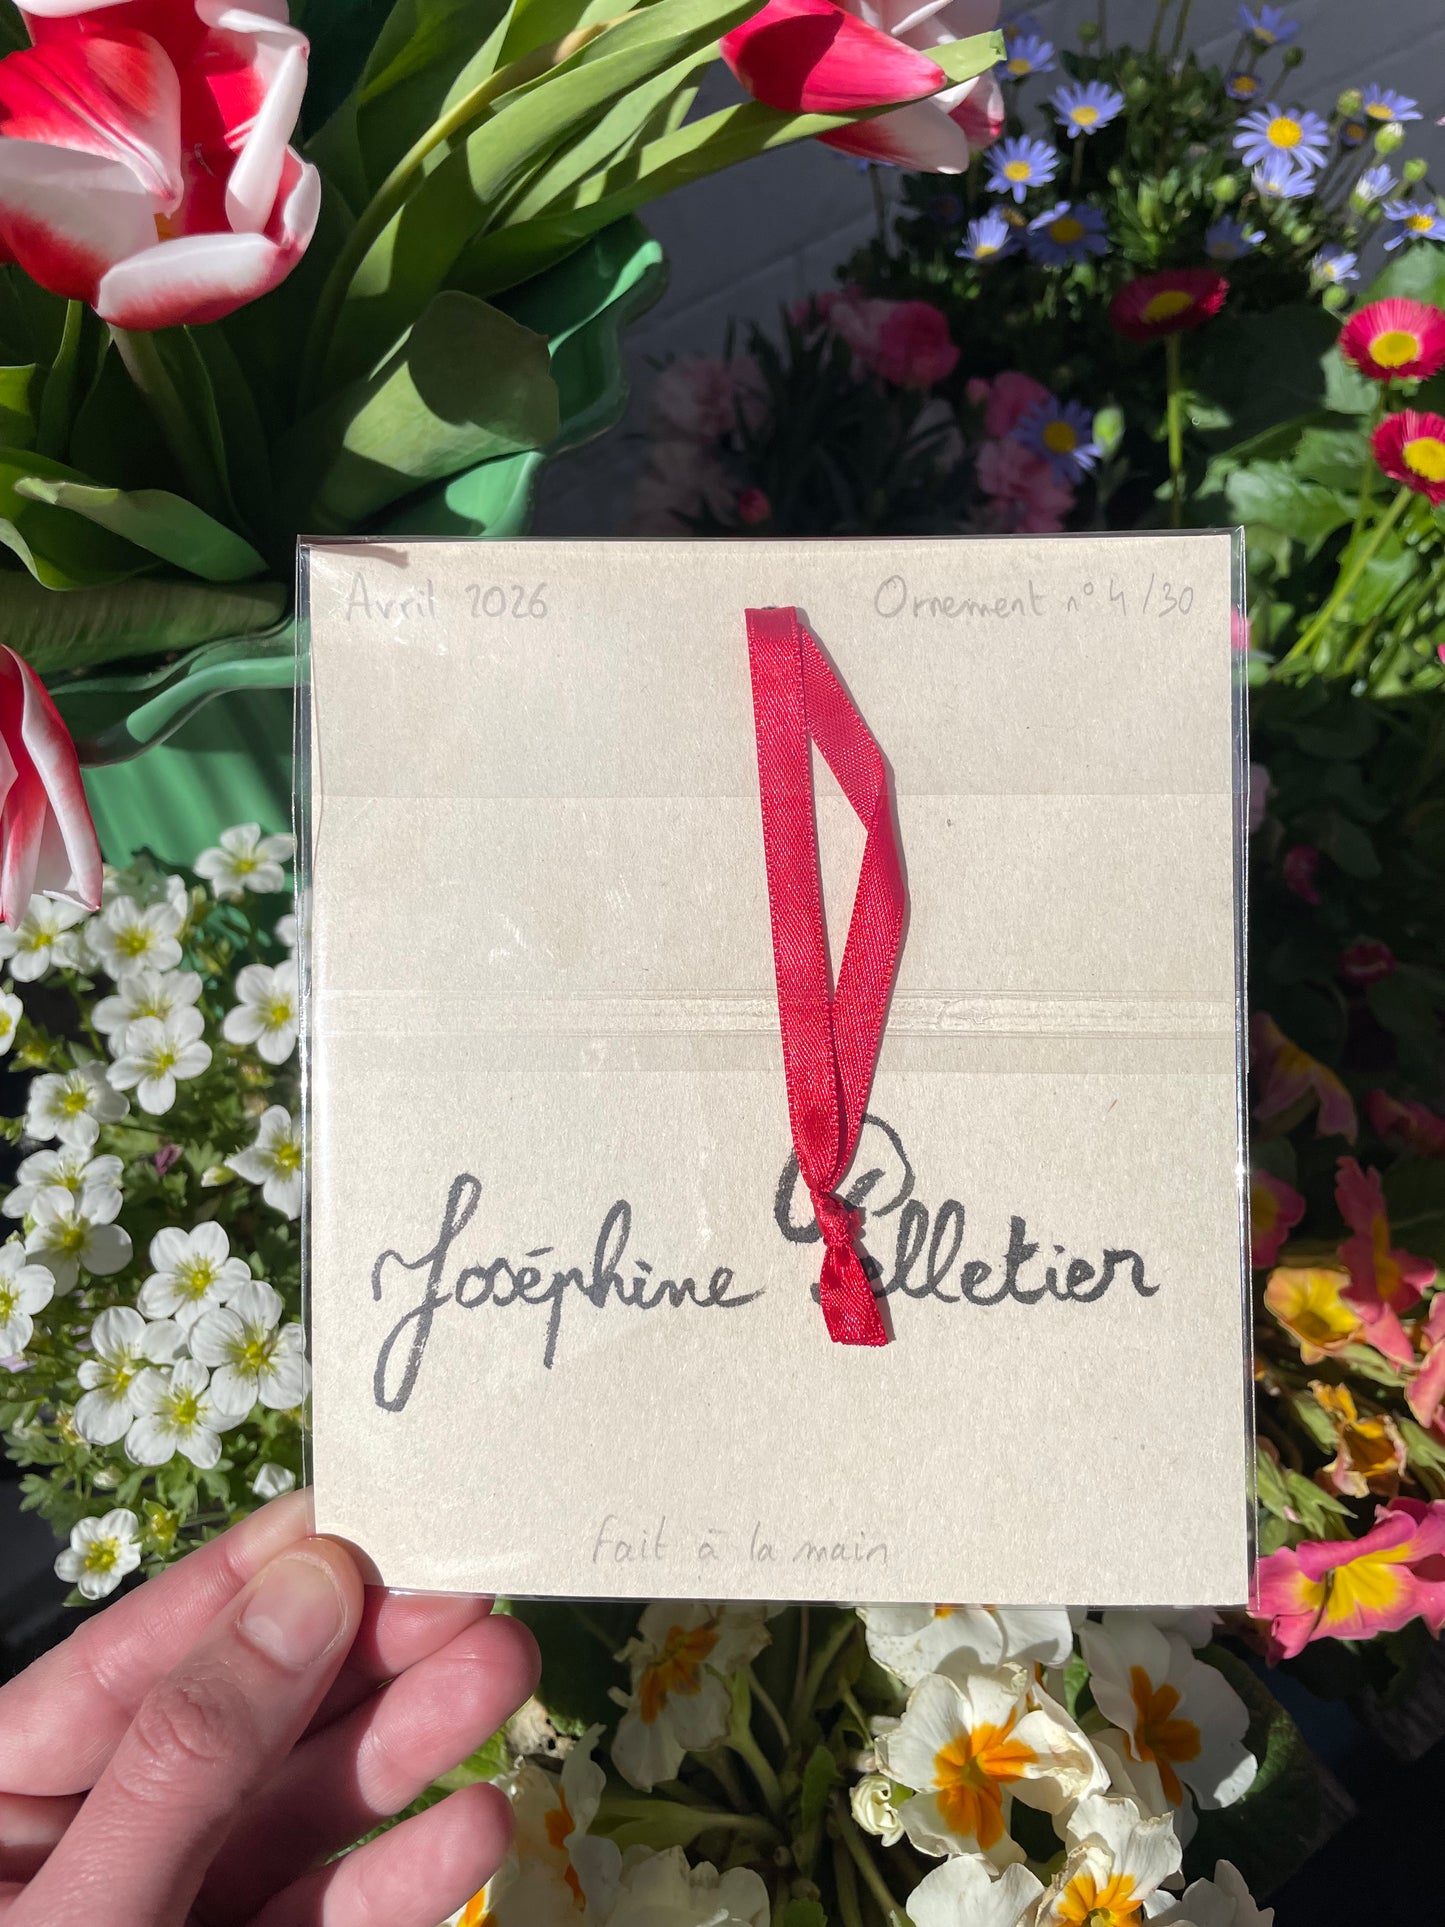 Avril 2026
Ornement n° 4/30
Joséphine Pelletier
fait à la main